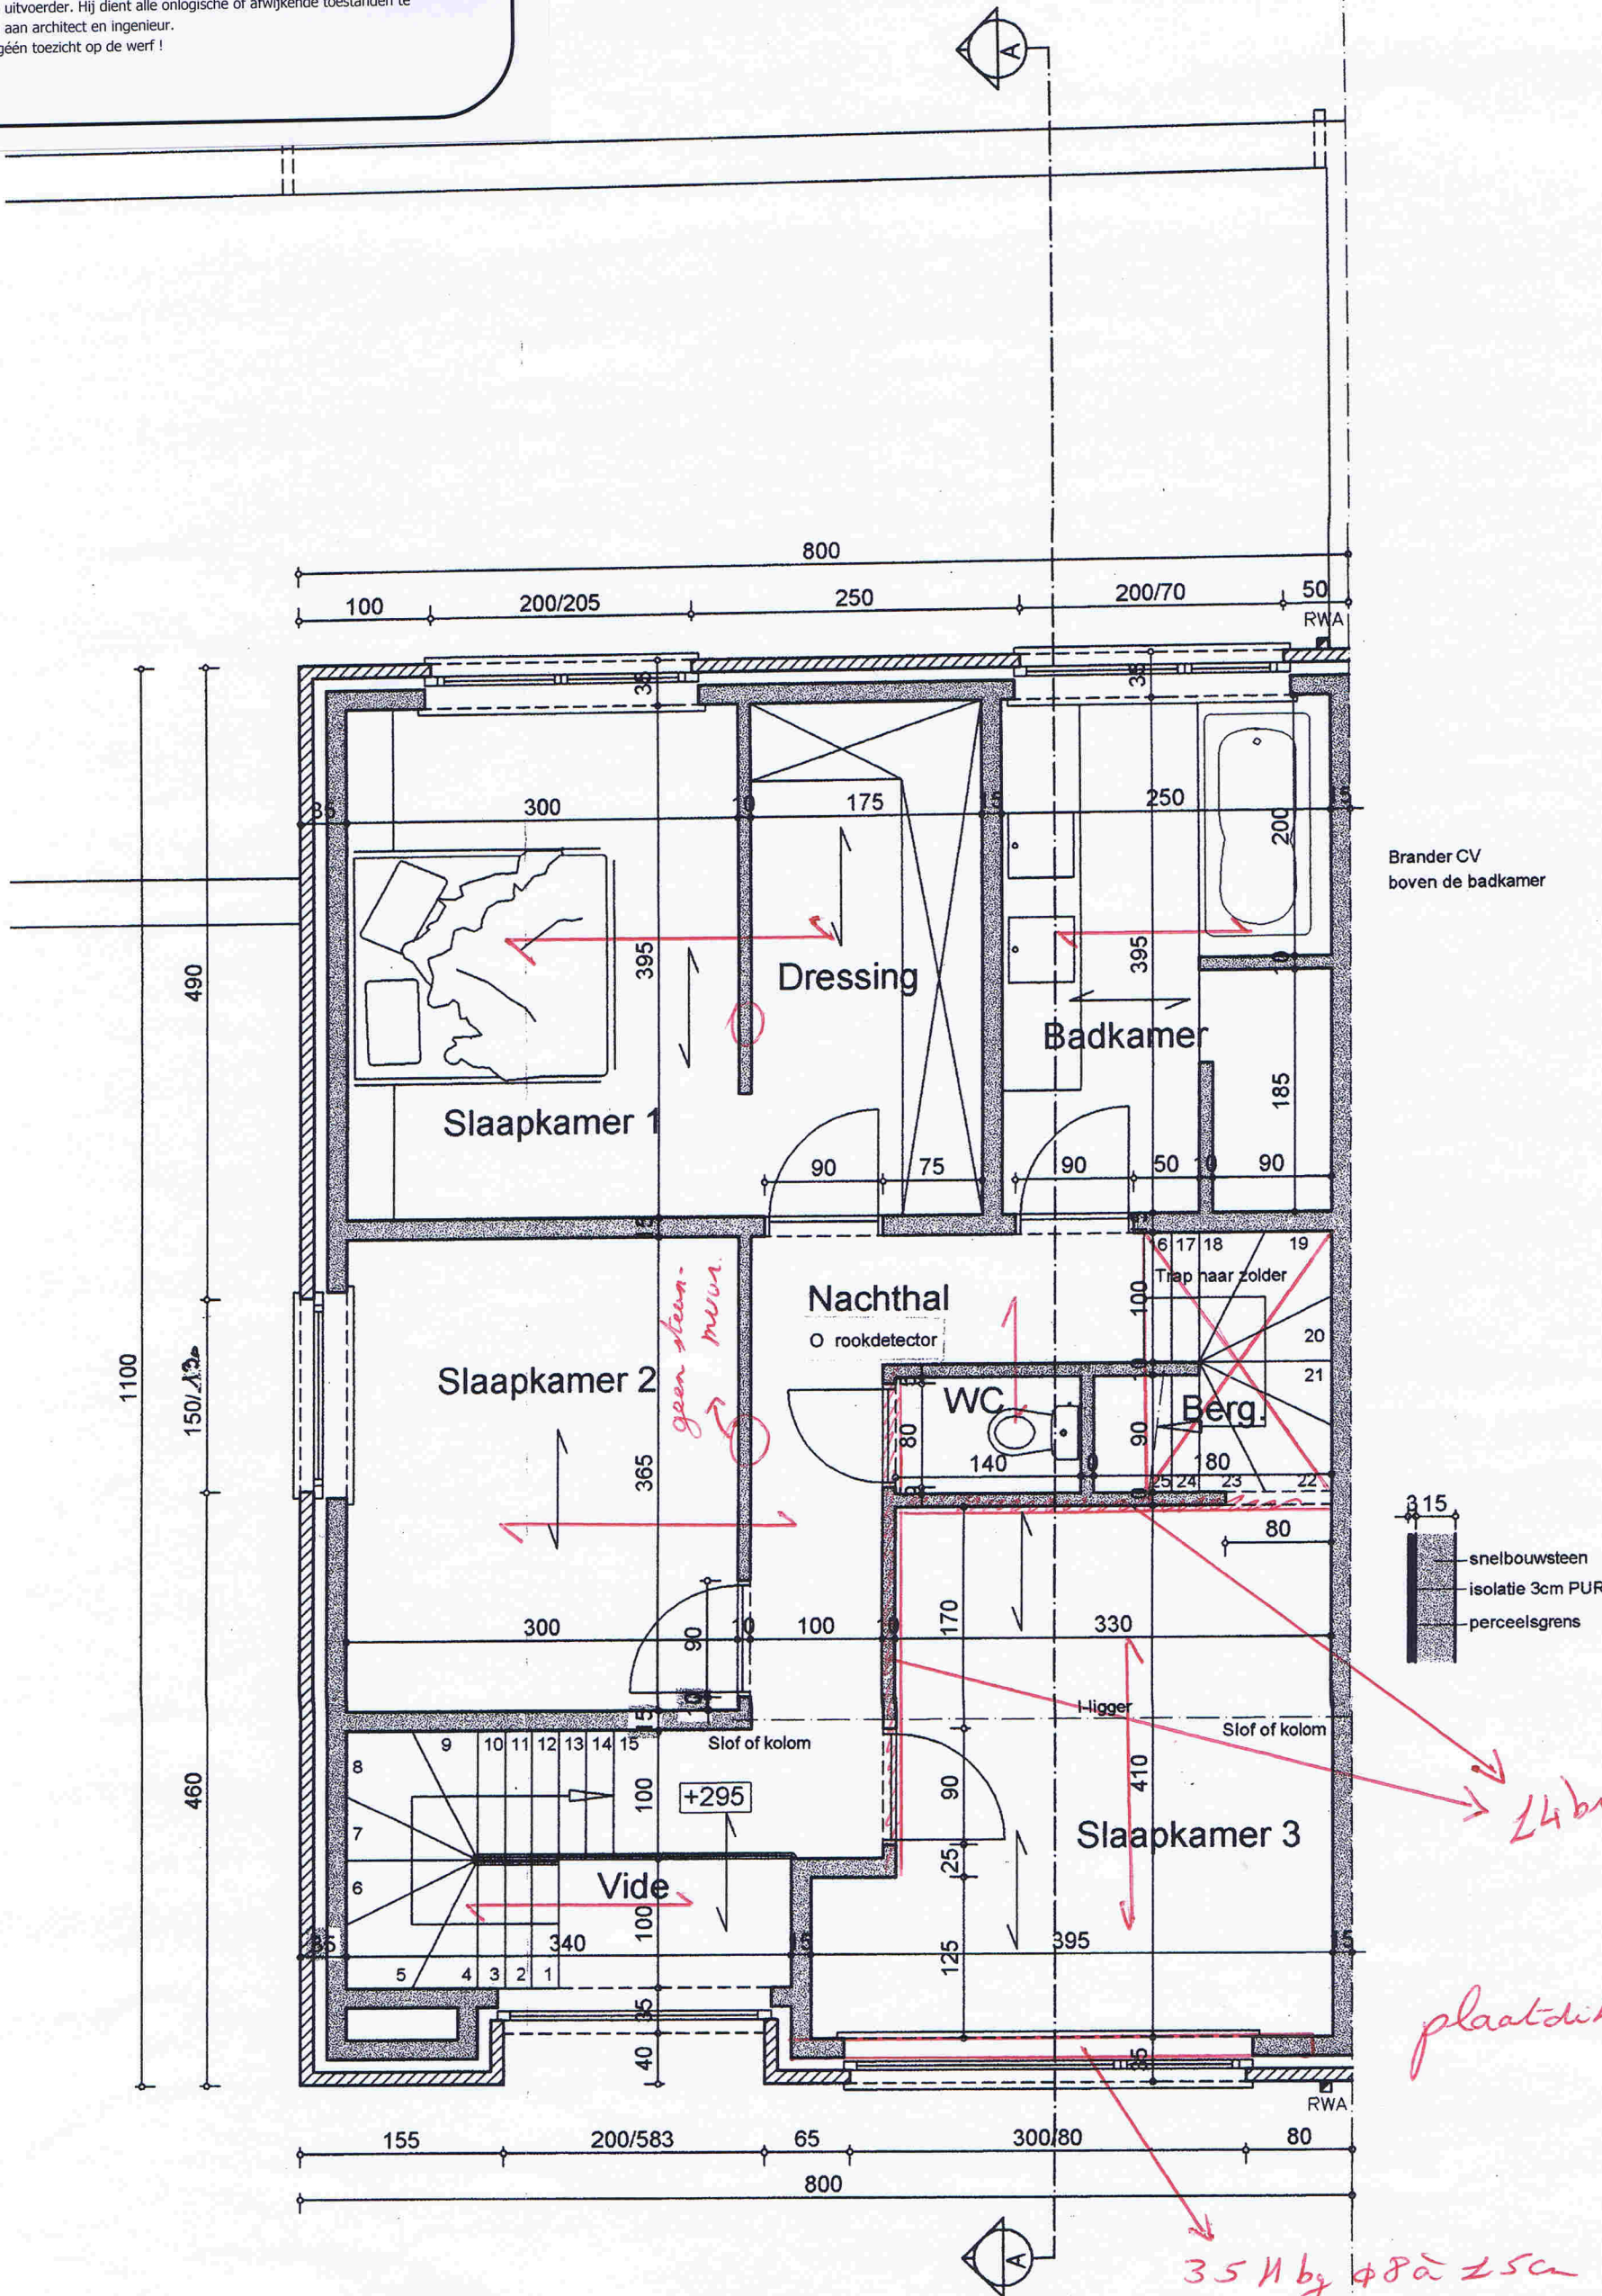 uitvoerder. Hij dient alle onlogische of afwijkende toestanden te
aan architect en ingenieur.
géén toezicht op de werf !
A
800
100 200/205 250 200/70 50
RWA
35 35
35 300 10 175 15 250 15
200
Brander CV
boven de badkamer
490
395 395
10
Dressing
Badkamer
185
Slaapkamer 1
90 75 90 50 10 90
15 15
16 17 18 19
Trap naar zolder
100
Nachthal
O rookdetector
20
21
1100
150/
Slaapkamer 2
geen steen-
muur.
WC
Berg.
80 90
140 10 180
25 24 23 22
365
3 15
80
snelbouwsteen
isolatie 3cm PUR
perceelsgrens
300 90 10 100 10 170 330
10
15
I-ligger
Slof of kolom
Slof of kolom
9 10 11 12 13 14 15
8
460
100
+295
90
410
7
Slaapkamer 3
25
6
Vide
100
35 340 15 125 395 15
5 4 3 2 1
35
40
35
RWA
155 200/583 65 300/80 80
800
A